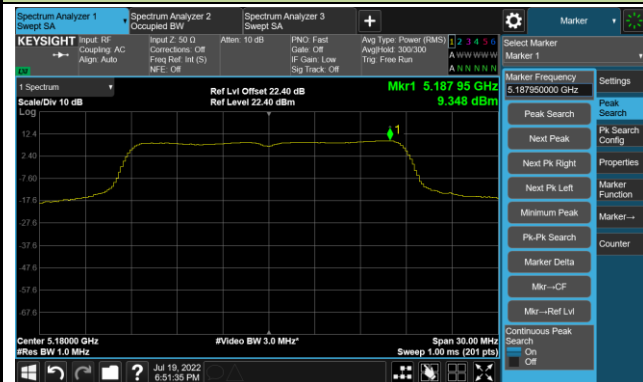 Spectrum Analyzer 1
Swept SA
Spectrum Analyzer 2
Occupied BW
Spectrum Analyzer 3
Swept SA
Marker
KEYSIGHT
Input: RF
Coupling: AC
Align: Auto
Input Z: 50 Ω
Corrections: Off
Freq Ref: Int (S)
NFE: Off
Atten: 10 dB
PNO: Fast
Gate: Off
IF Gain: Low
Sig Track: Off
Avg Type: Power (RMS)
Avg|Hold: 300/300
Trig: Free Run
1 2 3 4 5 6
A W W W W W
A N N N N N
LXI
Select Marker
Marker 1
1 Spectrum
Scale/Div 10 dB
Log
Ref Lvl Offset 22.40 dB
Ref Level 22.40 dBm
Mkr1 5.187 95 GHz
9.348 dBm
1
12.4
2.40
-7.60
-17.6
-27.6
-37.6
-47.6
-57.6
-67.6
Center 5.18000 GHz
#Res BW 1.0 MHz
#Video BW 3.0 MHz*
Span 30.00 MHz
Sweep 1.00 ms (201 pts)
Marker Frequency
5.187950000 GHz
Peak Search
Next Peak
Next Pk Right
Next Pk Left
Minimum Peak
Pk-Pk Search
Marker Delta
Mkr→CF
Mkr→Ref Lvl
Continuous Peak
Search
On
Off
Settings
Peak
Search
Pk Search
Config
Properties
Marker
Function
Marker→
Counter
?
Jul 19, 2022
6:51:35 PM